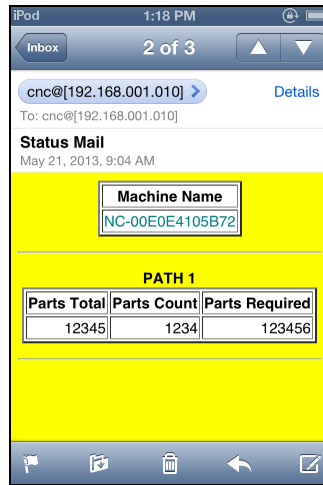 iPod 1:18 PM
Inbox 2 of 3
cnc@[192.168.001.010] Details
To: cnc@[192.168.001.010]
Status Mail
May 21, 2013, 9:04 AM
Machine Name
NC-00E0E4105B72
PATH 1
Parts Total Parts Count Parts Required
12345 1234 123456